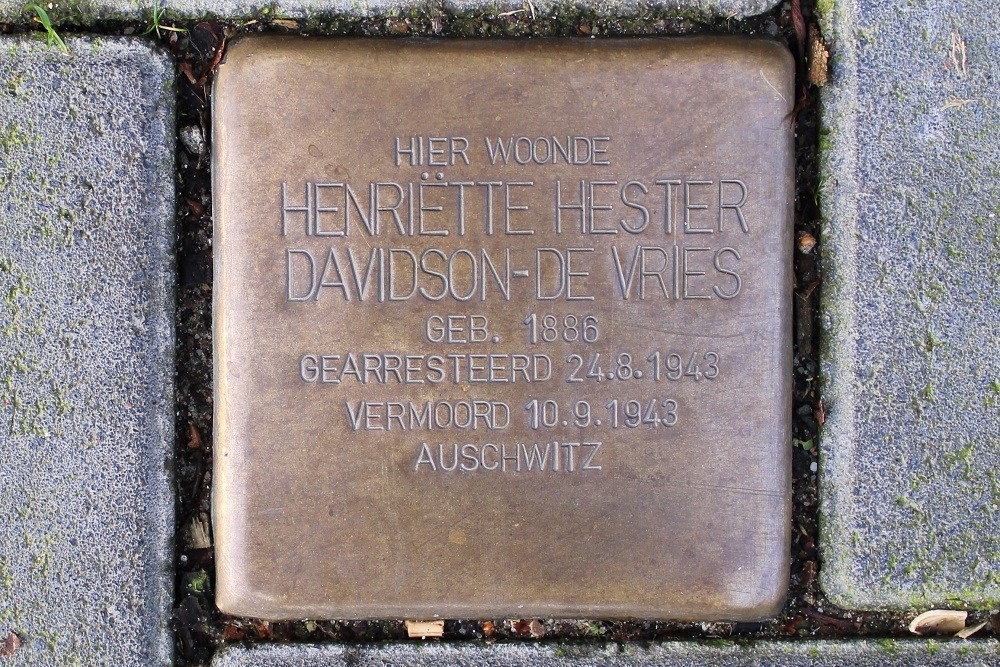 HIER WOONDE
HENRIËTTE HESTER
DAVIDSON-DE VRIES
GEB. 1886
GEARRESTEERD 24.8.1943
VERMOORD 10.9.1943
AUSCHWITZ